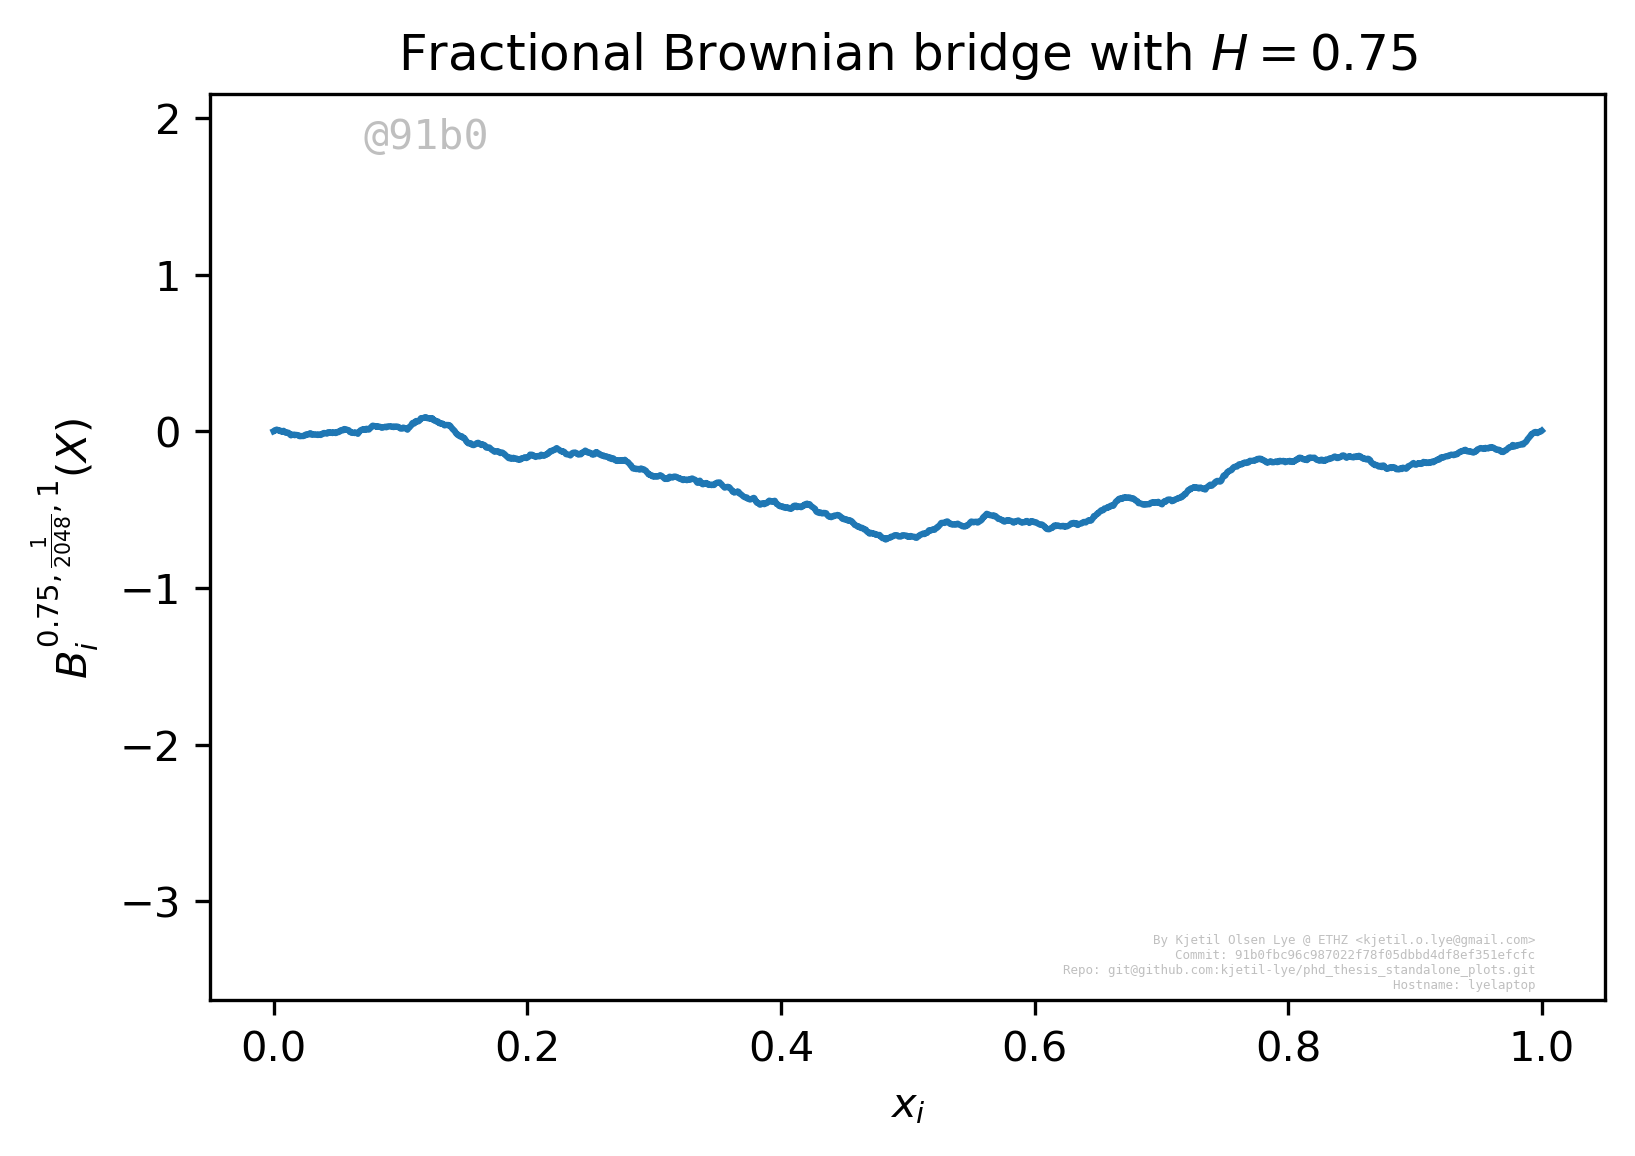 Fractional Brownian bridge with H = 0.75
@91b0
2
1
0
−1
−2
−3
B_i^{0.75, \frac{1}{2048}, 1}(X)
By Kjetil Olsen Lye @ ETHZ <kjetil.o.lye@gmail.com>
Commit: 91b0fbc96c987022f78f05dbbd4df8ef351efcfc
Repo: git@github.com:kjetil-lye/phd_thesis_standalone_plots.git
Hostname: lyelaptop
0.0 0.2 0.4 0.6 0.8 1.0
x_i